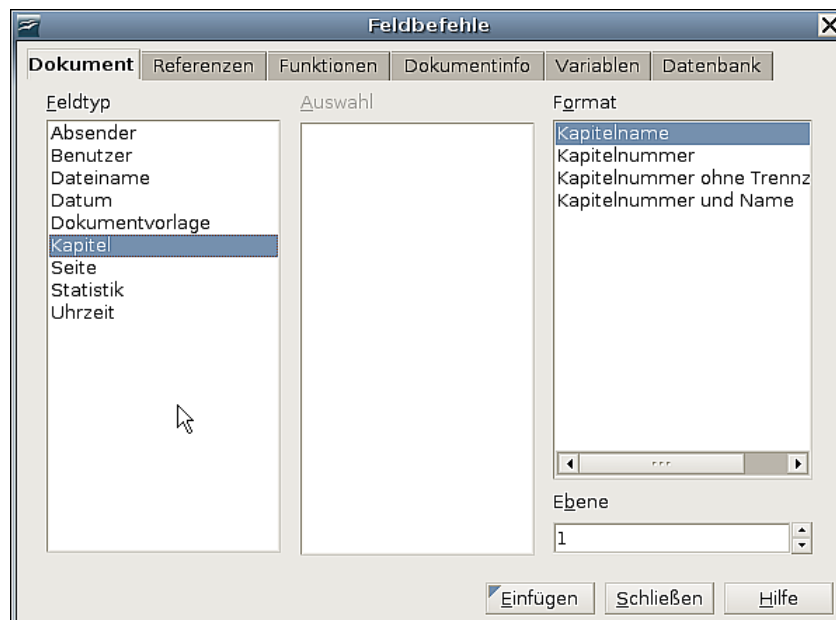 Feldbefehle
Dokument Referenzen Funktionen Dokumentinfo Variablen Datenbank
Feldtyp Auswahl Format
Absender
Benutzer
Dateiname
Datum
Dokumentvorlage
Kapitel
Seite
Statistik
Uhrzeit
Kapitelname
Kapitelnummer
Kapitelnummer ohne Trennz
Kapitelnummer und Name
Ebene
1
Einfügen Schließen Hilfe